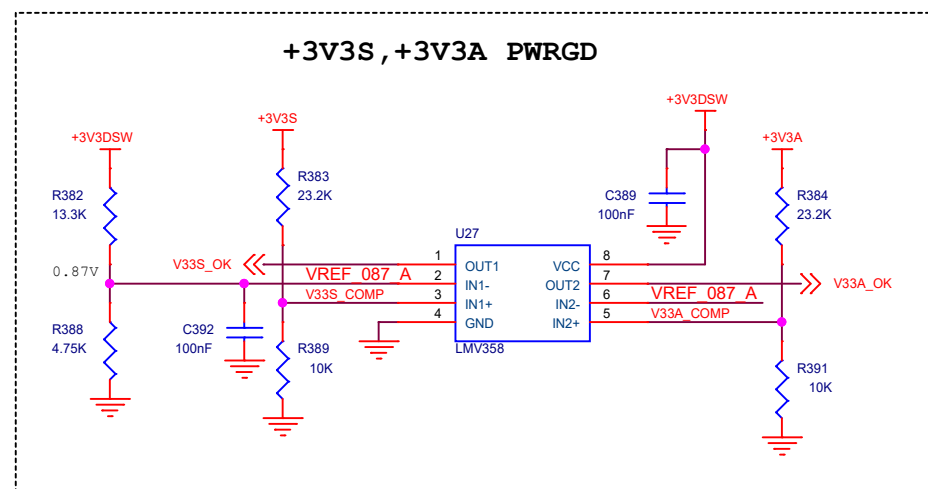 +3V3S,+3V3A PWRGD
+3V3DSW
+3V3S
+3V3DSW
+3V3A
R382
13.3K
R383
23.2K
C389
100nF
R384
23.2K
U27
V33S_OK
1
OUT1
VCC
8
0.87V
VREF_087_A
2
IN1-
OUT2
7
V33A_OK
V33S_COMP
3
IN1+
IN2-
6
VREF_087_A
4
GND
IN2+
5
V33A_COMP
LMV358
R388
4.75K
C392
100nF
R389
10K
R391
10K